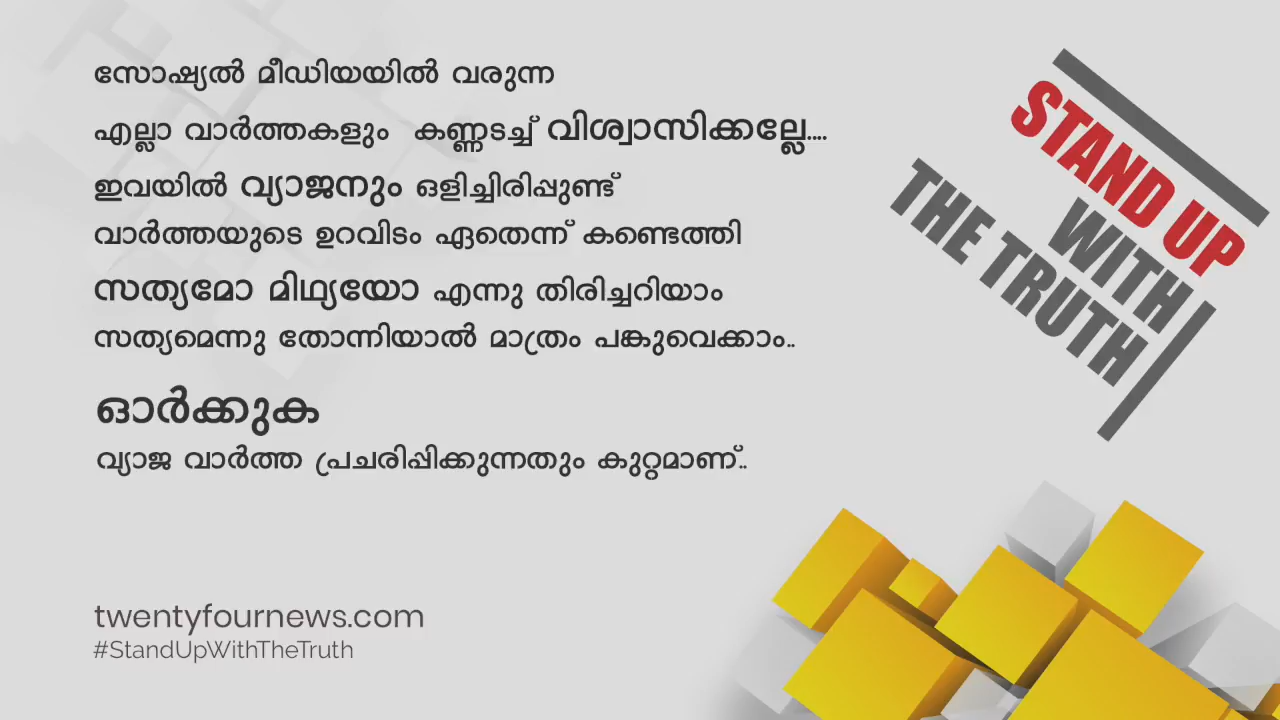 സോഷ്യൽ മീഡിയയിൽ വരുന്ന
എല്ലാ വാർത്തകളും കണ്ണടച്ച് വിശ്വാസിക്കല്ലേ....
ഇവയിൽ വ്യാജനും ഒളിച്ചിരിപ്പുണ്ട്
വാർത്തയുടെ ഉറവിടം ഏതെന്ന് കണ്ടെത്തി
സത്യമോ മിഥ്യയോ എന്നു തിരിച്ചറിയാം
സത്യമെന്നു തോന്നിയാൽ മാത്രം പങ്കുവെക്കാം..
ഓർക്കുക
വ്യാജ വാർത്ത പ്രചരിപ്പിക്കുന്നതും കുറ്റമാണ്..
twentyfournews.com
#StandUpWithTheTruth
STAND UP
WITH
THE TRUTH